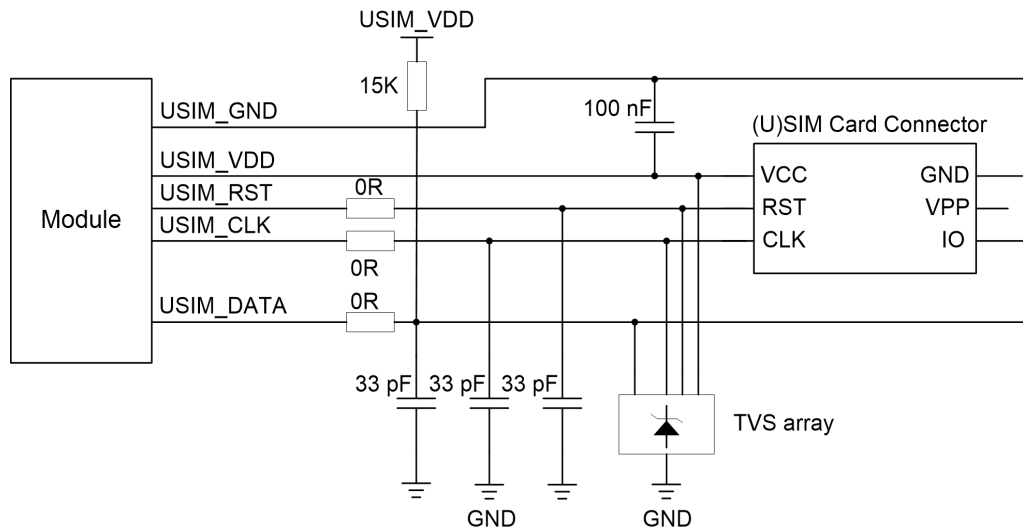 USIM_VDD
15K
USIM_GND
100 nF
(U)SIM Card Connector
USIM_VDD
VCC
GND
USIM_RST
0R
RST
VPP
Module
USIM_CLK
CLK
IO
0R
USIM_DATA
0R
33 pF
33 pF
33 pF
TVS array
GND
GND